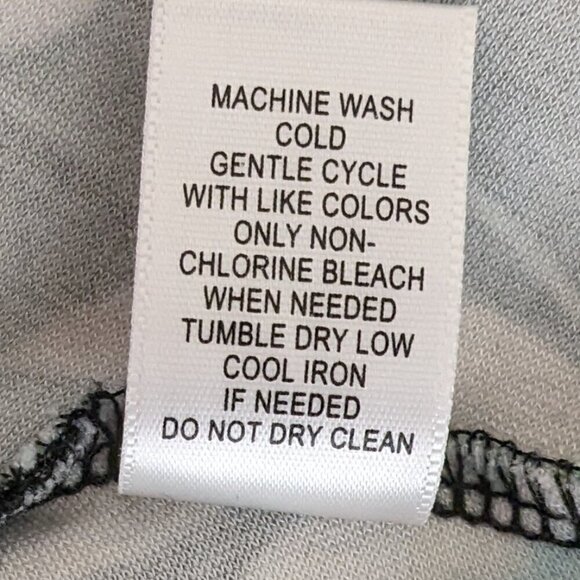 MACHINE WASH
COLD
GENTLE CYCLE
WITH LIKE COLORS
ONLY NON-
CHLORINE BLEACH
WHEN NEEDED
TUMBLE DRY LOW
COOL IRON
IF NEEDED
DO NOT DRY CLEAN